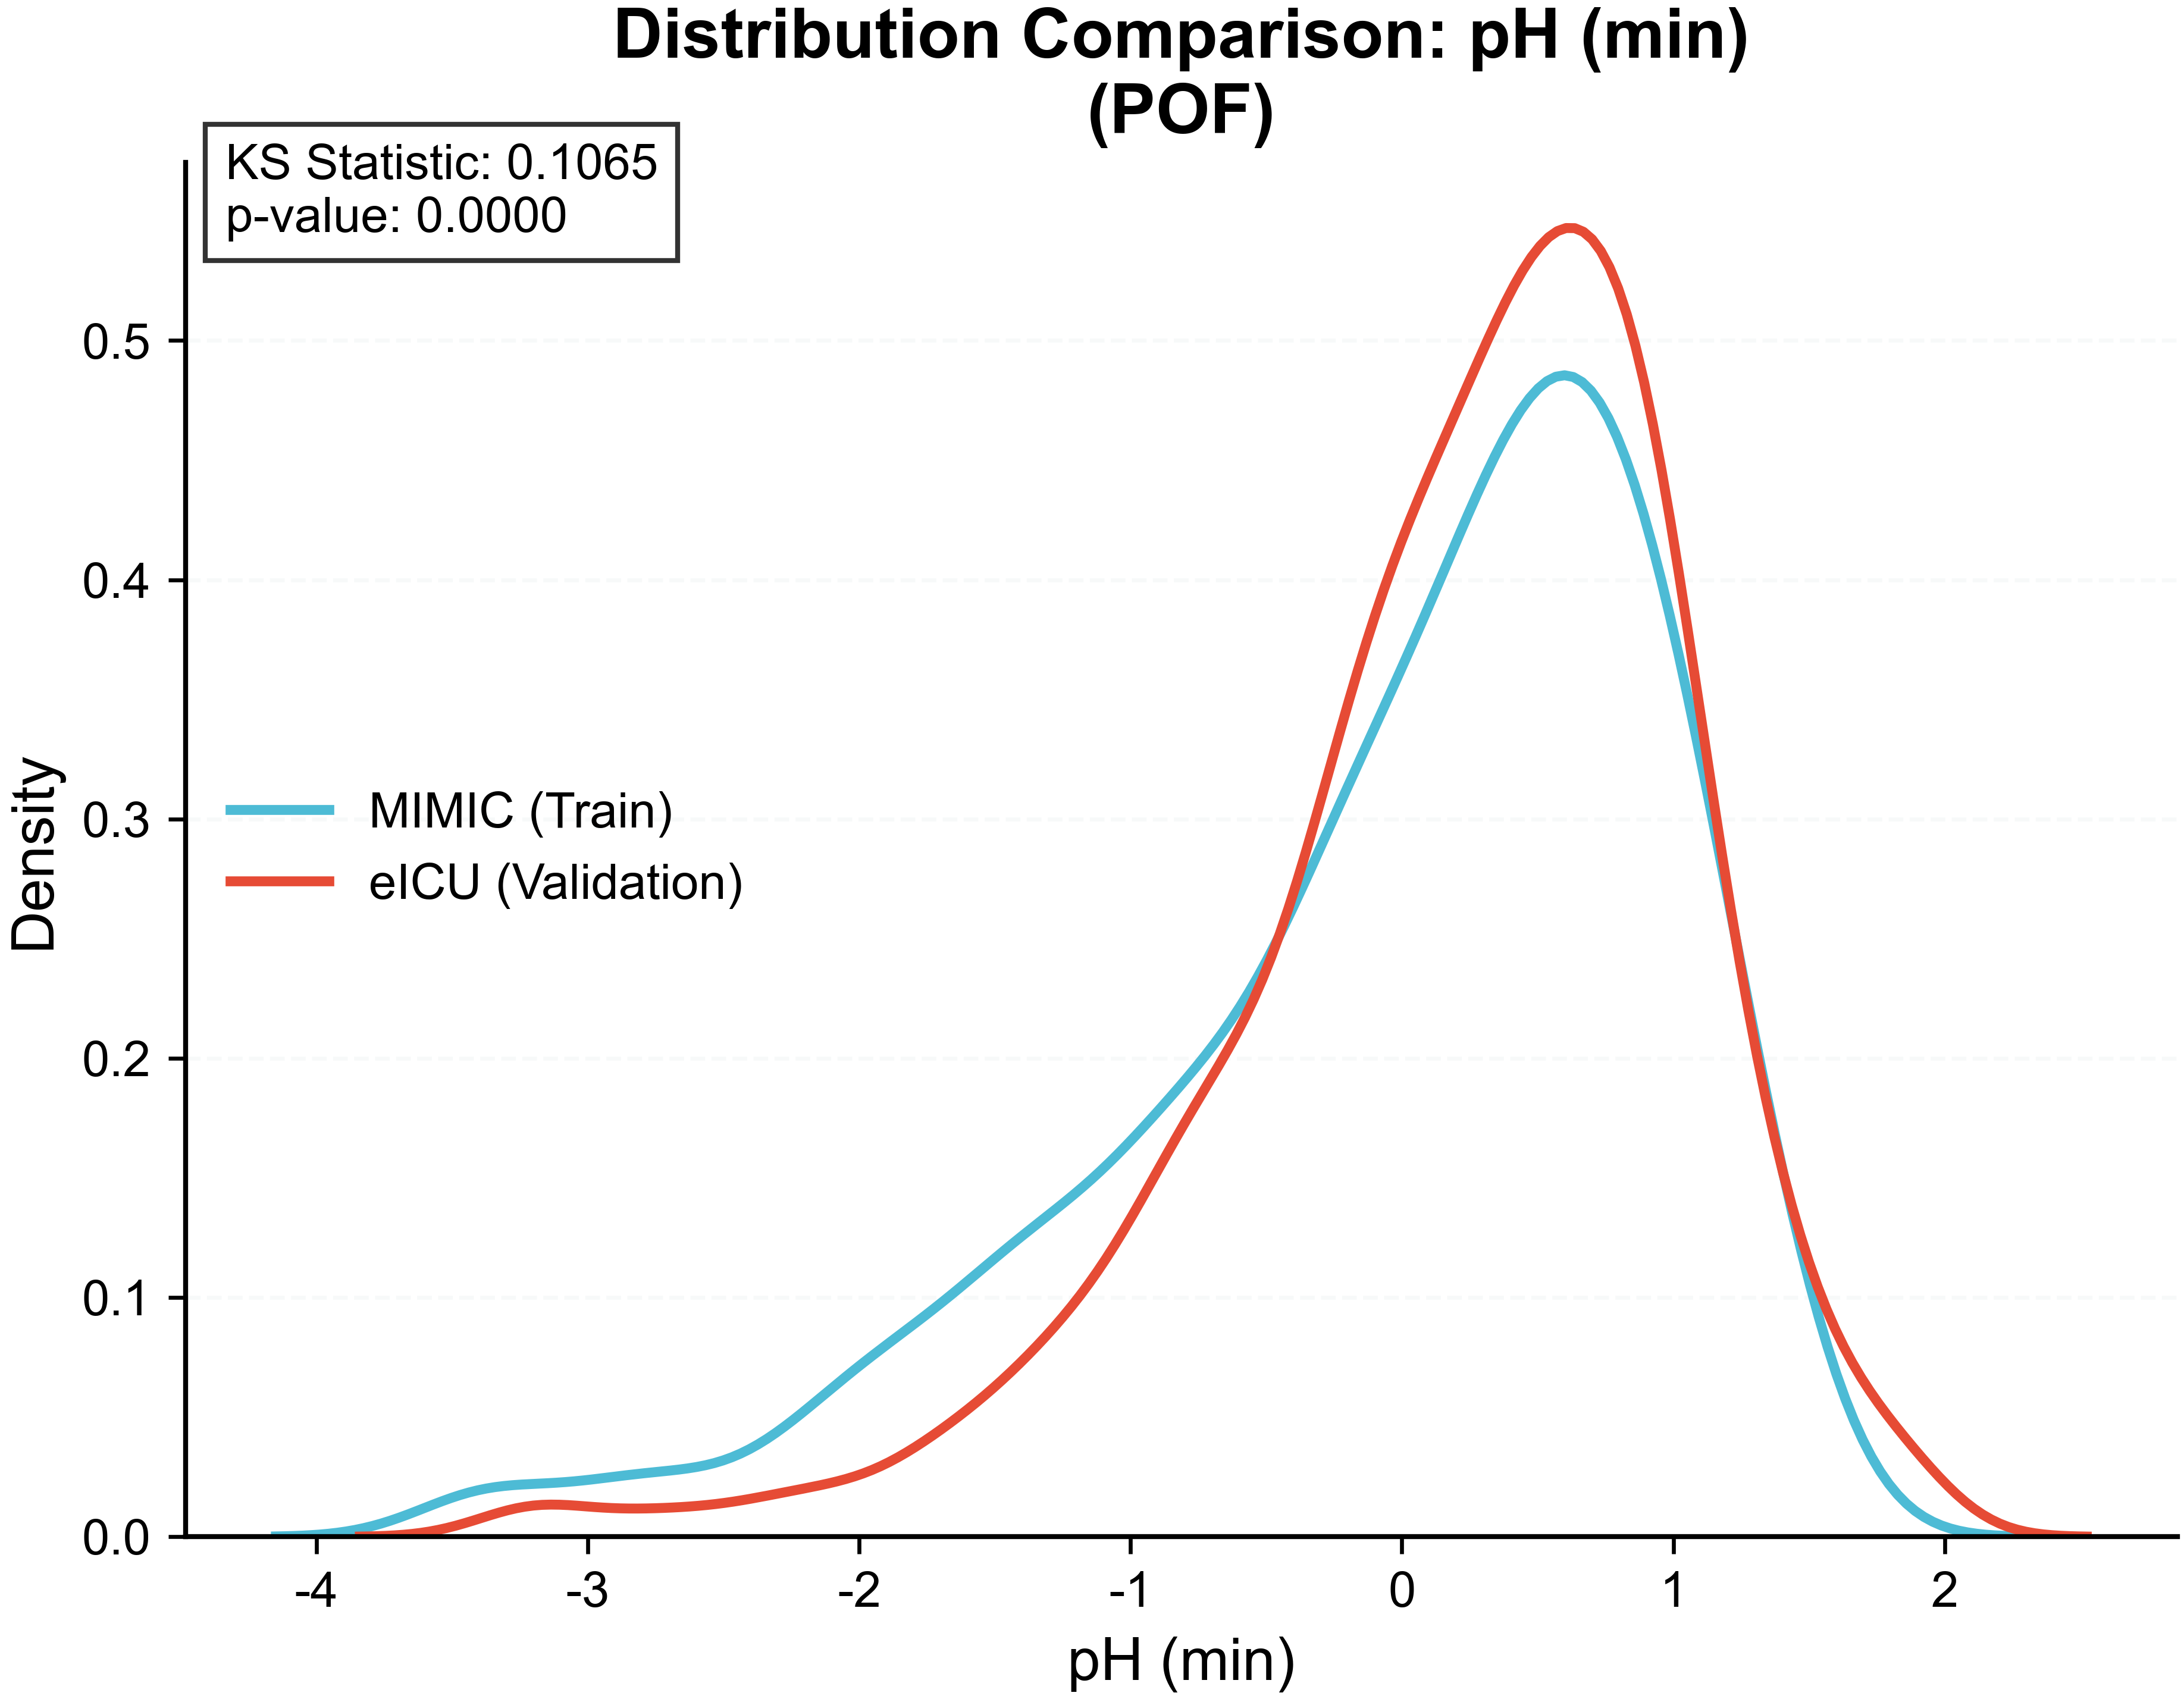 Distribution Comparison: pH (min)
(POF)
KS Statistic: 0.1065
p-value: 0.0000
0.5
0.4
0.3
0.2
0.1
0.0
Density
MIMIC (Train)
eICU (Validation)
-4 -3 -2 -1 0 1 2
pH (min)